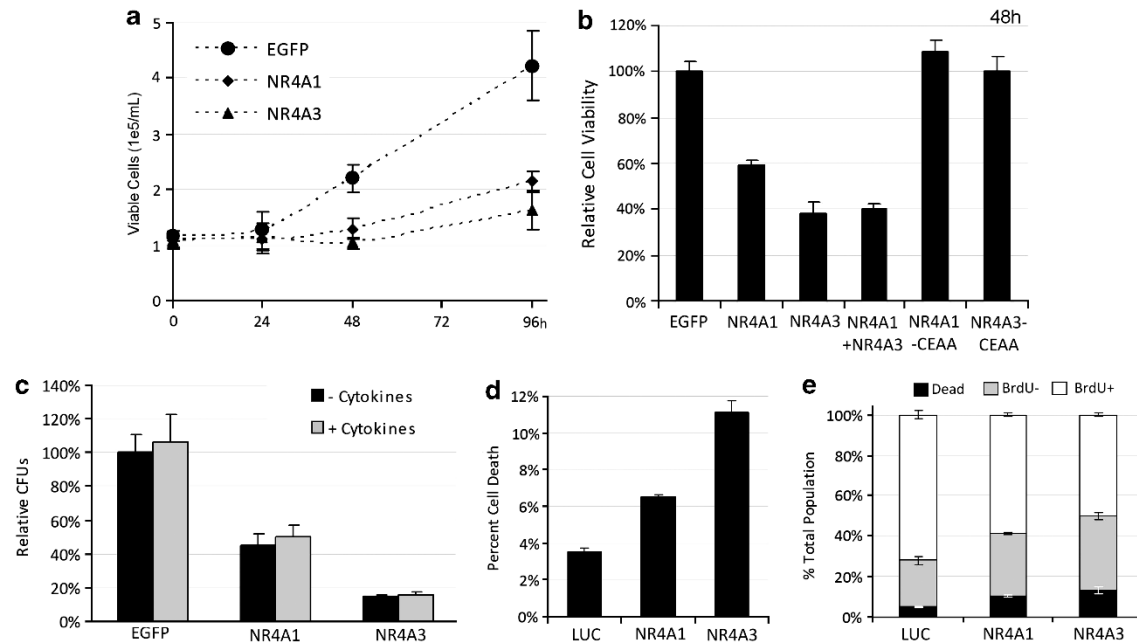 a
Viable Cells (1e5/mL)
5
4
3
2
1
0
EGFP
NR4A1
NR4A3
0 24 48 72 96h
b
48h
Relative Cell Viability
120%
100%
80%
60%
40%
20%
0%
EGFP NR4A1 NR4A3 NR4A1 NR4A1 NR4A3-
+NR4A3 -CEAA CEAA
c
Relative CFUs
140%
120%
100%
80%
60%
40%
20%
0%
- Cytokines
+ Cytokines
EGFP NR4A1 NR4A3
d
Percent Cell Death
12%
10%
8%
6%
4%
2%
0%
LUC NR4A1 NR4A3
e
Dead BrdU- BrdU+
% Total Population
100%
80%
60%
40%
20%
0%
LUC NR4A1 NR4A3